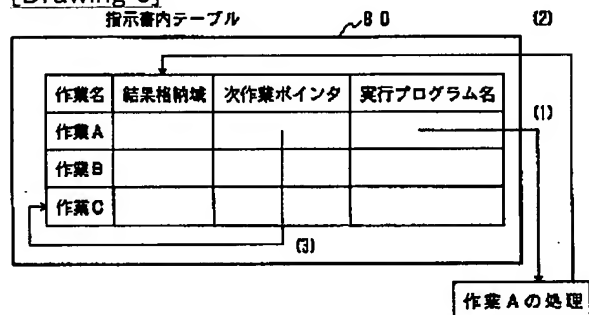 [Drawing 6]
指示書内テーブル
80
(2)
作業名 結果格納域 次作業ポインタ 実行プログラム名
作業A
(1)
作業B
作業C
(3)
作業Aの処理